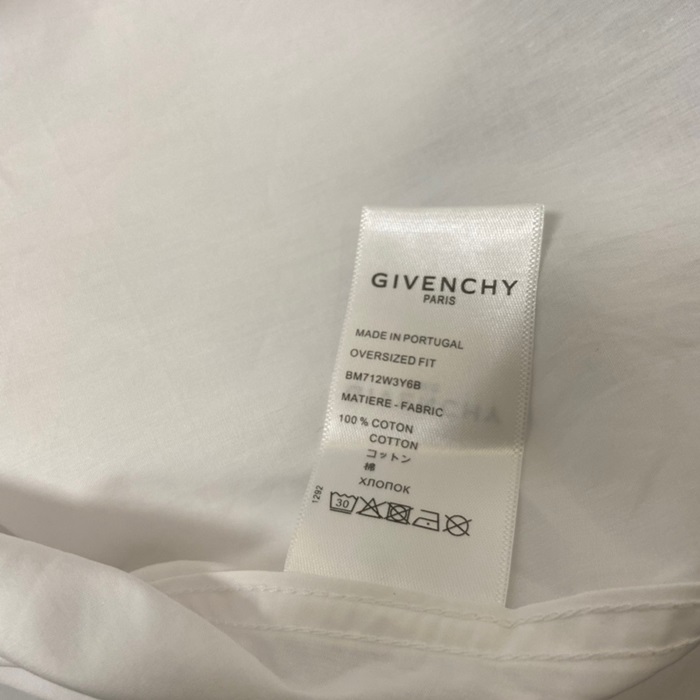 GIVENCHY
PARIS
MADE IN PORTUGAL
OVERSIZED FIT
BM712W3Y6B
MATIERE - FABRIC
100 % COTON
COTTON
コットン
棉
ХЛОПОК
1292
30